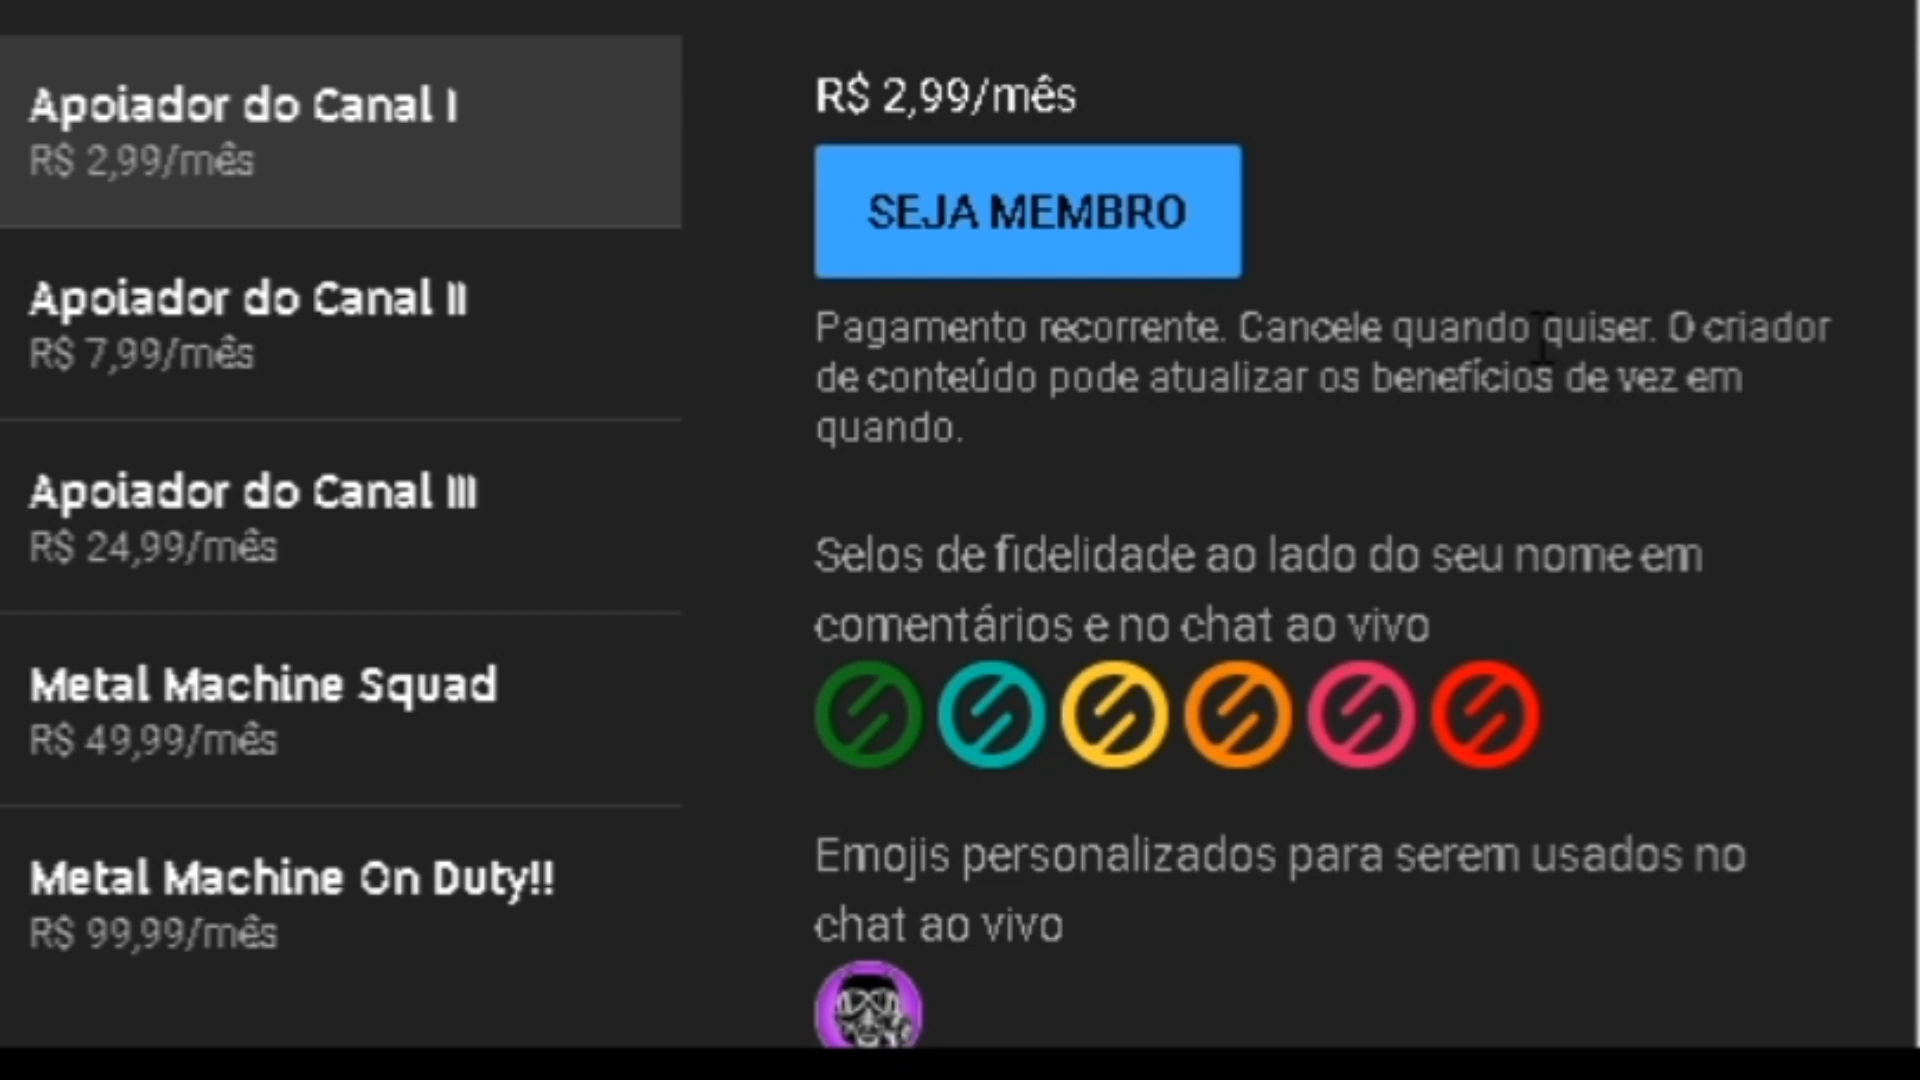 Apoiador do Canal I
R$ 2,99/mês
Apoiador do Canal II
R$ 7,99/mês
Apoiador do Canal III
R$ 24,99/mês
Metal Machine Squad
R$ 49,99/mês
Metal Machine On Duty!!
R$ 99,99/mês
R$ 2,99/mês
SEJA MEMBRO
Pagamento recorrente. Cancele quando quiser. O criador
de conteúdo pode atualizar os benefícios de vez em
quando.
Selos de fidelidade ao lado do seu nome em
comentários e no chat ao vivo
Emojis personalizados para serem usados no
chat ao vivo